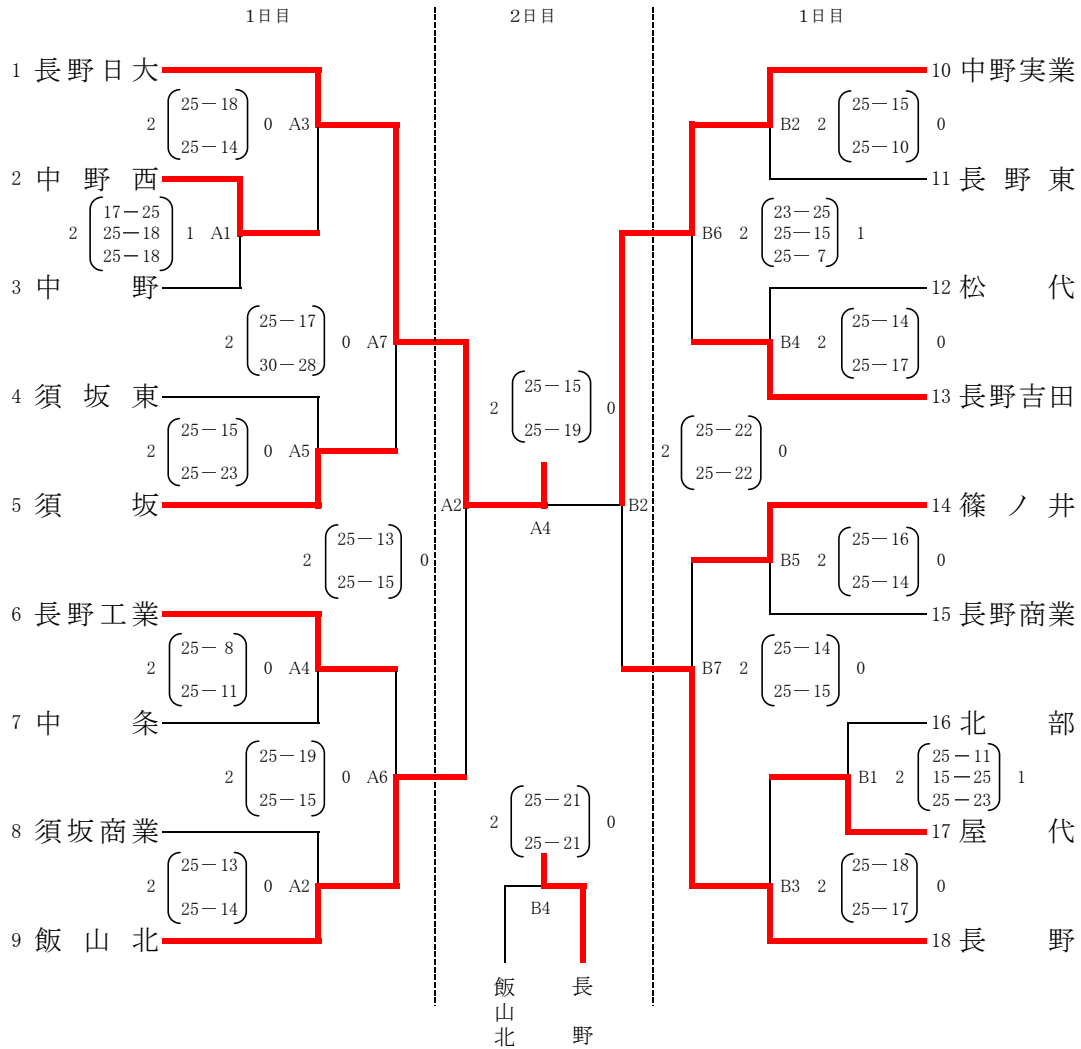 1日目
2日目
1日目
1 長野日大
10 中野実業
2 25－18 0 A3
25－14
B2 2 25－15 0
25－10
2 中野西
11 長野東
17－25
2 25－18 1 A1
25－18
23－25
B6 2 25－15 1
25－7
3 中野
12 松代
2 25－17 0 A7
30－28
B4 2 25－14 0
25－17
4 須坂東
13 長野吉田
2 25－15 0
25－19
2 25－15 0 A5
25－23
2 25－22 0
25－22
5 須坂
A2
A4
B2
14 篠ノ井
2 25－13 0
25－15
B5 2 25－16 0
25－14
6 長野工業
15 長野商業
2 25－8 0 A4
25－11
B7 2 25－14 0
25－15
7 中条
16 北部
2 25－19 0 A6
25－15
25－11
B1 2 15－25 1
25－23
2 25－21 0
25－21
8 須坂商業
17 屋代
2 25－13 0 A2
25－14
B4
B3 2 25－18 0
25－17
9 飯山北
18 長野
飯山北
長野